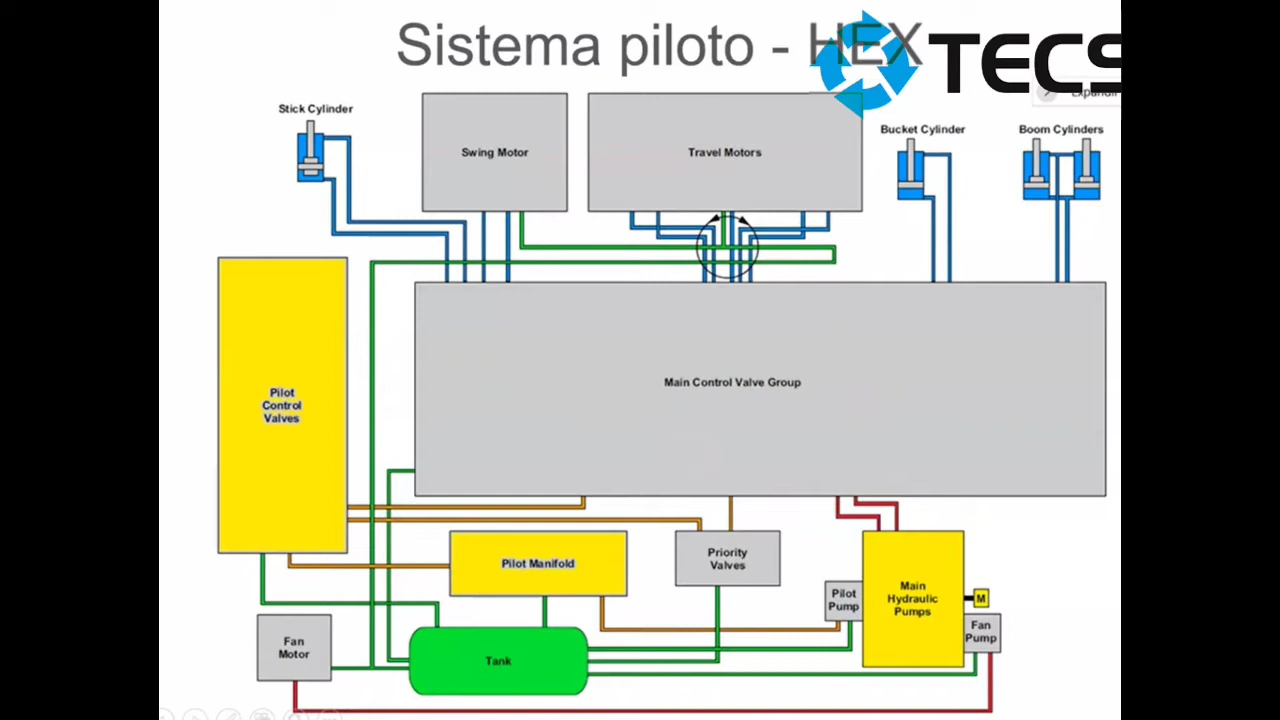 Sistema piloto - HEX
TECS
Expandir
Stick Cylinder
Swing Motor
Travel Motors
Bucket Cylinder
Boom Cylinders
Pilot
Control
Valves
Main Control Valve Group
Pilot Manifold
Priority
Valves
Pilot
Pump
Main
Hydraulic
Pumps
M
Fan
Pump
Fan
Motor
Tank